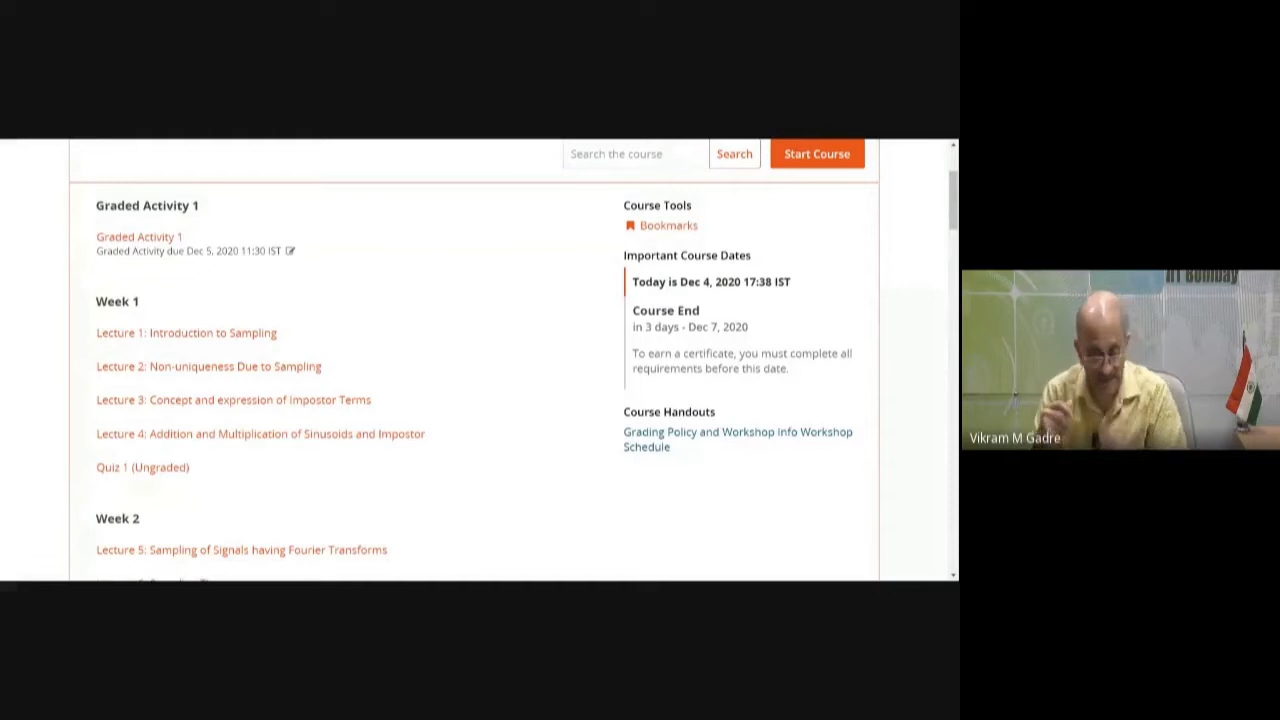 Search the course
Search
Start Course
Graded Activity 1
Graded Activity 1
Graded Activity due Dec 5, 2020 11:30 IST
Week 1
Lecture 1: Introduction to Sampling
Lecture 2: Non-uniqueness Due to Sampling
Lecture 3: Concept and expression of Impostor Terms
Lecture 4: Addition and Multiplication of Sinusoids and Impostor
Quiz 1 (Ungraded)
Week 2
Lecture 5: Sampling of Signals having Fourier Transforms
Course Tools
Bookmarks
Important Course Dates
Today is Dec 4, 2020 17:38 IST
Course End
in 3 days - Dec 7, 2020
To earn a certificate, you must complete all
requirements before this date.
Course Handouts
Grading Policy and Workshop Info Workshop
Schedule
IIT Bombay
Vikram M Gadre